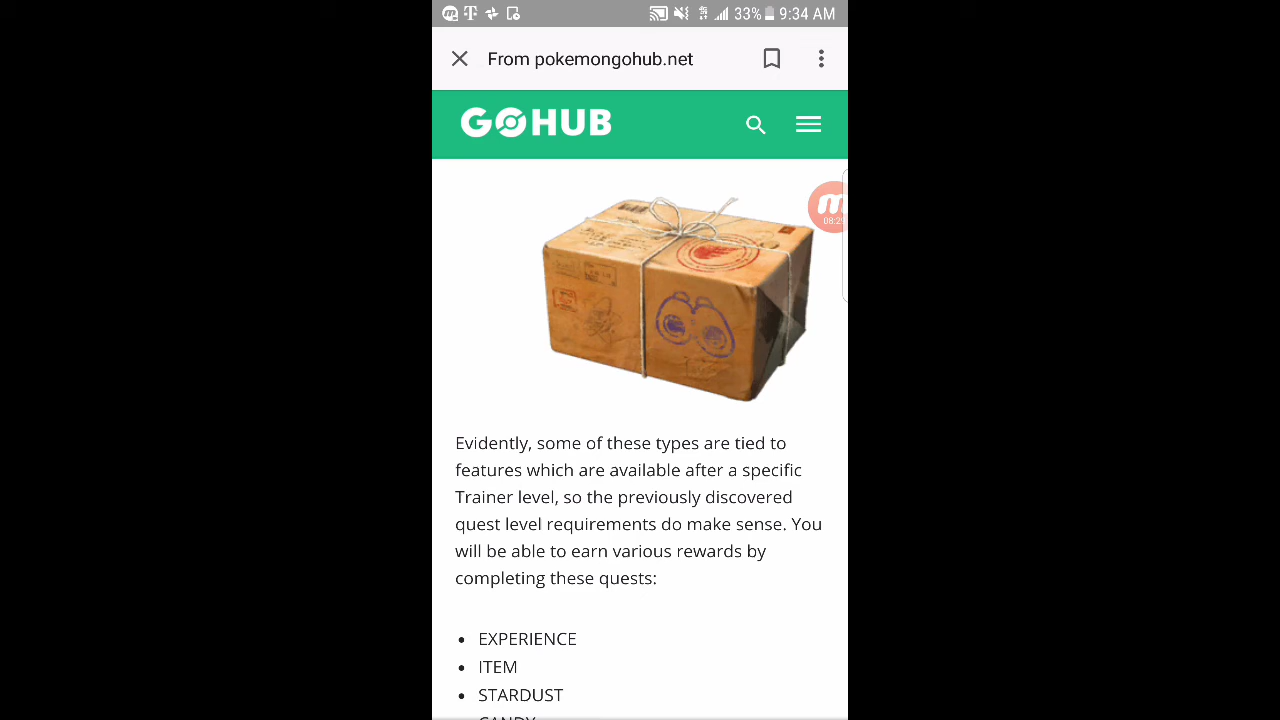 33% 9:34 AM
From pokemongohub.net
GOHUB
Evidently, some of these types are tied to
features which are available after a specific
Trainer level, so the previously discovered
quest level requirements do make sense. You
will be able to earn various rewards by
completing these quests:
• EXPERIENCE
• ITEM
• STARDUST